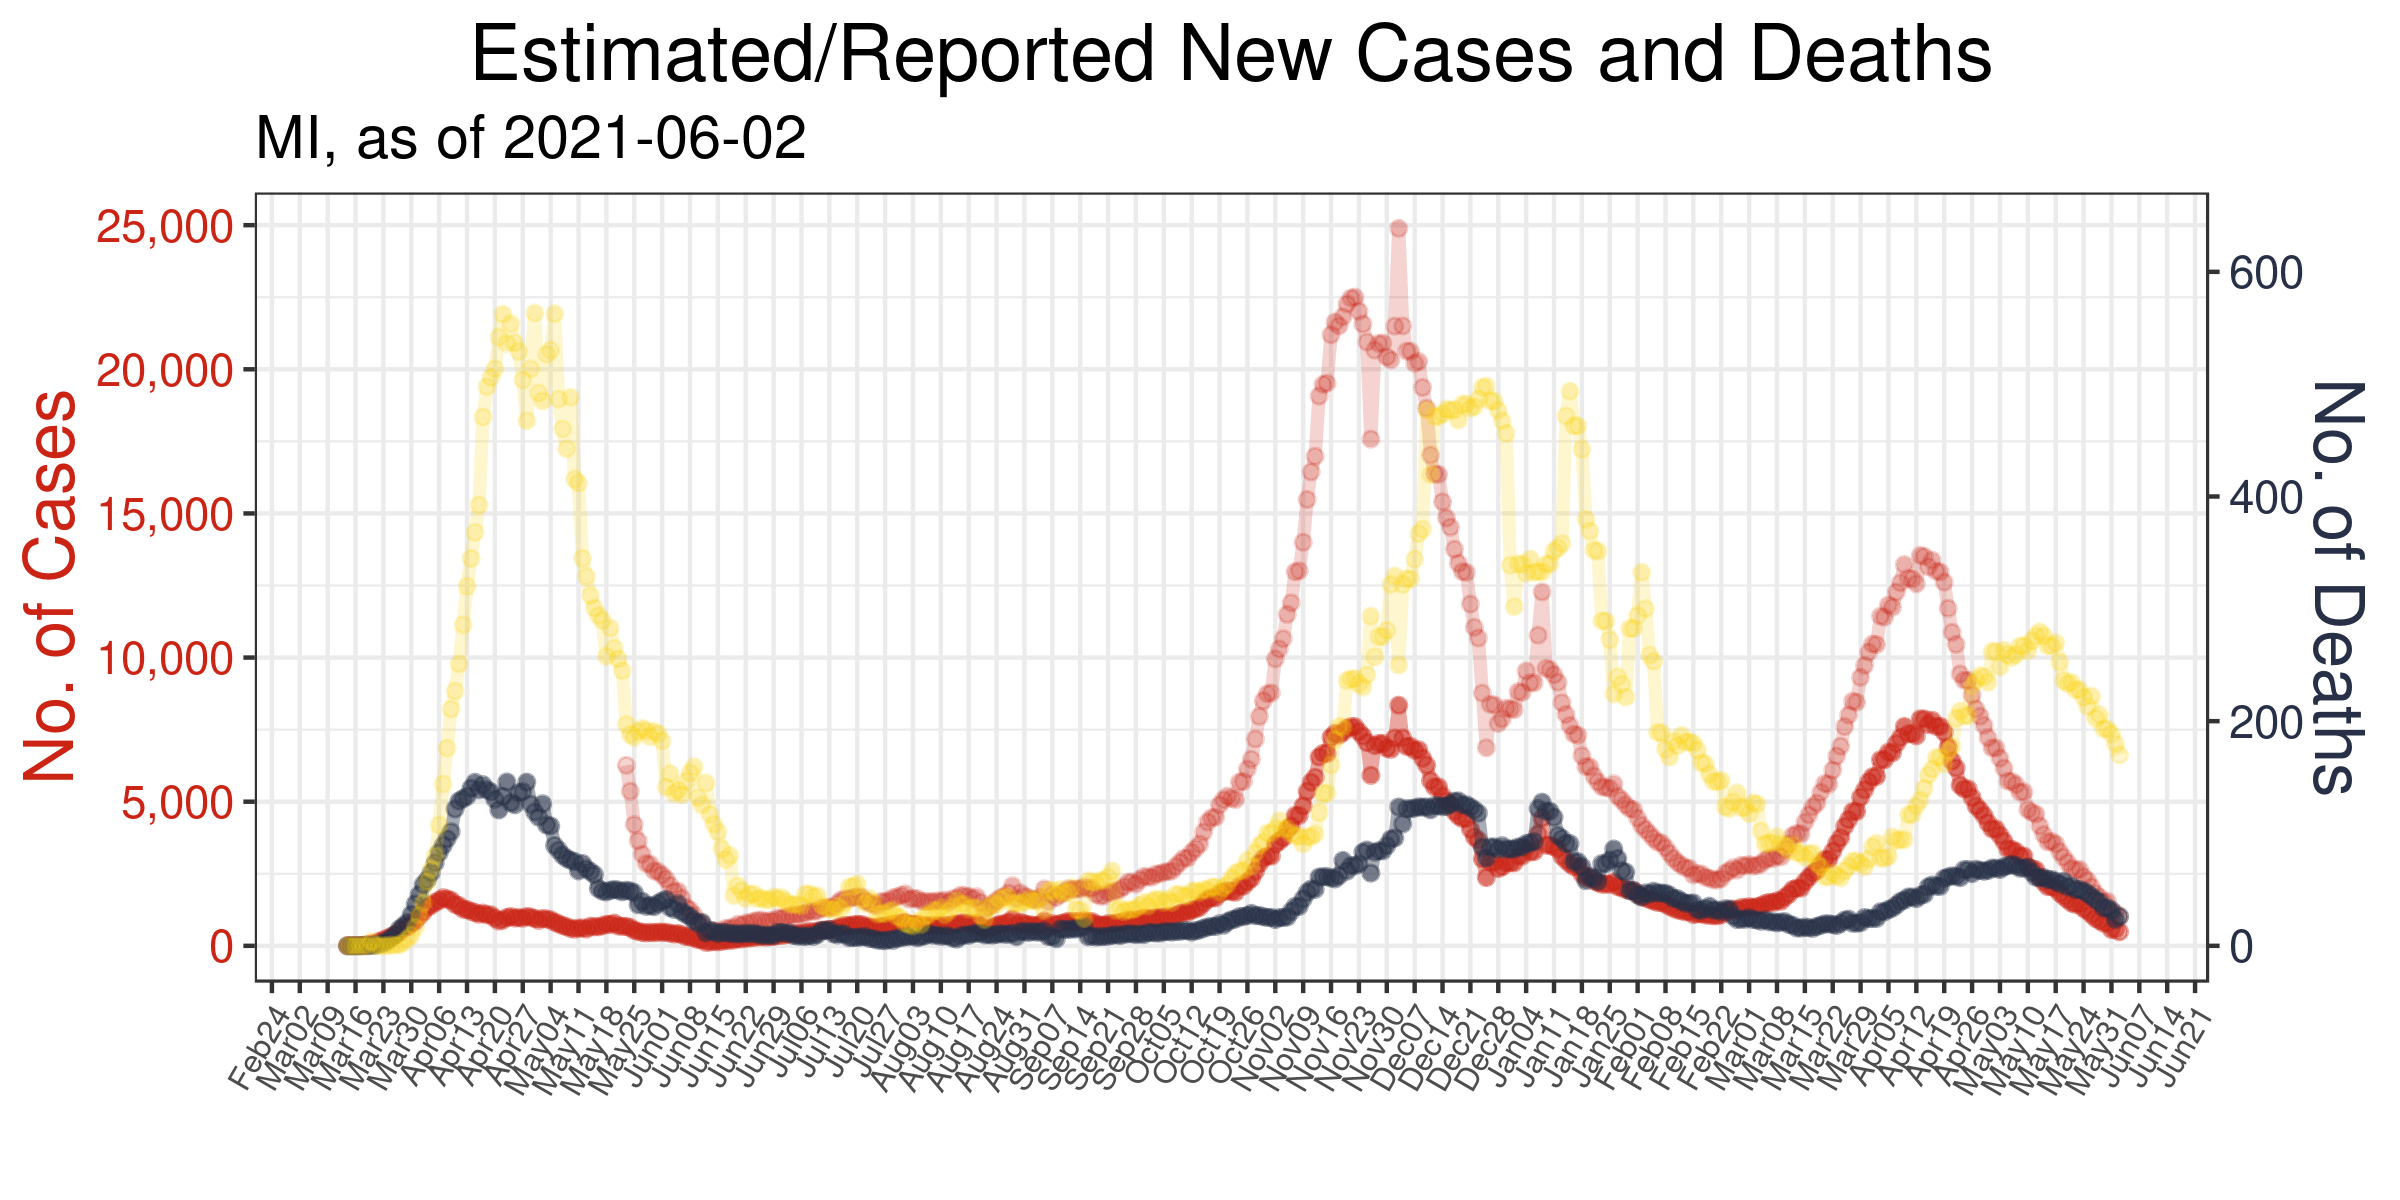 Estimated/Reported New Cases and Deaths
MI, as of 2021-06-02
No. of Cases
25,000
20,000
15,000
10,000
5,000
0
600
400
200
0
No. of Deaths
Feb24
Mar02
Mar09
Mar16
Mar23
Mar30
Apr06
Apr13
Apr20
Apr27
May04
May11
May18
May25
Jun01
Jun08
Jun15
Jun22
Jun29
Jul06
Jul13
Jul20
Jul27
Aug03
Aug10
Aug17
Aug24
Aug31
Sep07
Sep14
Sep21
Sep28
Oct05
Oct12
Oct19
Oct26
Nov02
Nov09
Nov16
Nov23
Nov30
Dec07
Dec14
Dec21
Dec28
Jan04
Jan11
Jan18
Jan25
Feb01
Feb08
Feb15
Feb22
Mar01
Mar08
Mar15
Mar22
Mar29
Apr05
Apr12
Apr19
Apr26
May03
May10
May17
May24
May31
Jun07
Jun14
Jun21